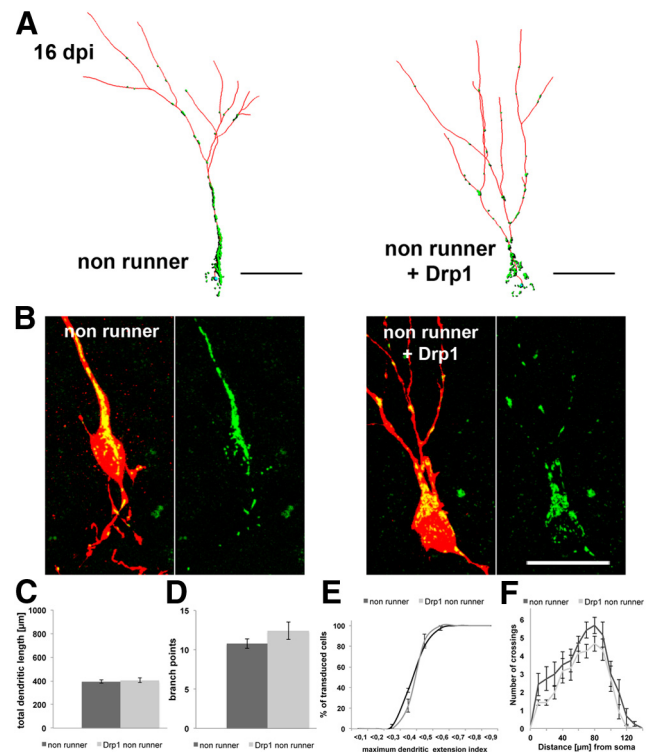 A
16 dpi
non runner
non runner
+ Drp1
B
non runner
non runner
+ Drp1
C
total dendritic length [µm]
1000
800
600
400
200
0
non runner
Drp1 non runner
D
branch points
15
10
5
0
non runner
Drp1 non runner
E
non runner
Drp1 non runner
% of transduced cells
100
80
60
40
20
0
<0,1 <0,2 <0,3 <0,4 <0,5 <0,6 <0,7 <0,8 <0,9
maximum dendritic extension index
F
non runner
Drp1 non runner
Number of crossings
7
6
5
4
3
2
1
0
0 20 40 60 80 100 120 140
Distance [µm] from soma